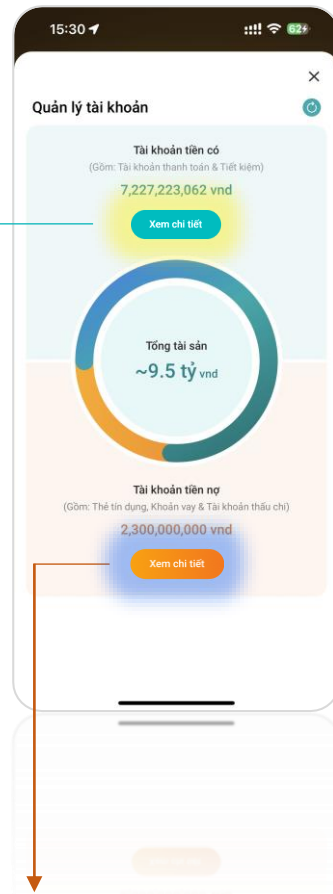 15:30
62
Quản lý tài khoản
Tài khoản tiền có
(Gồm: Tài khoản thanh toán & Tiết kiệm)
7,227,223,062 vnd
Xem chi tiết
Tổng tài sản
~9.5 tỷ vnd
Tài khoản tiền nợ
(Gồm: Thẻ tín dụng, Khoản vay & Tài khoản thấu chi)
2,300,000,000 vnd
Xem chi tiết